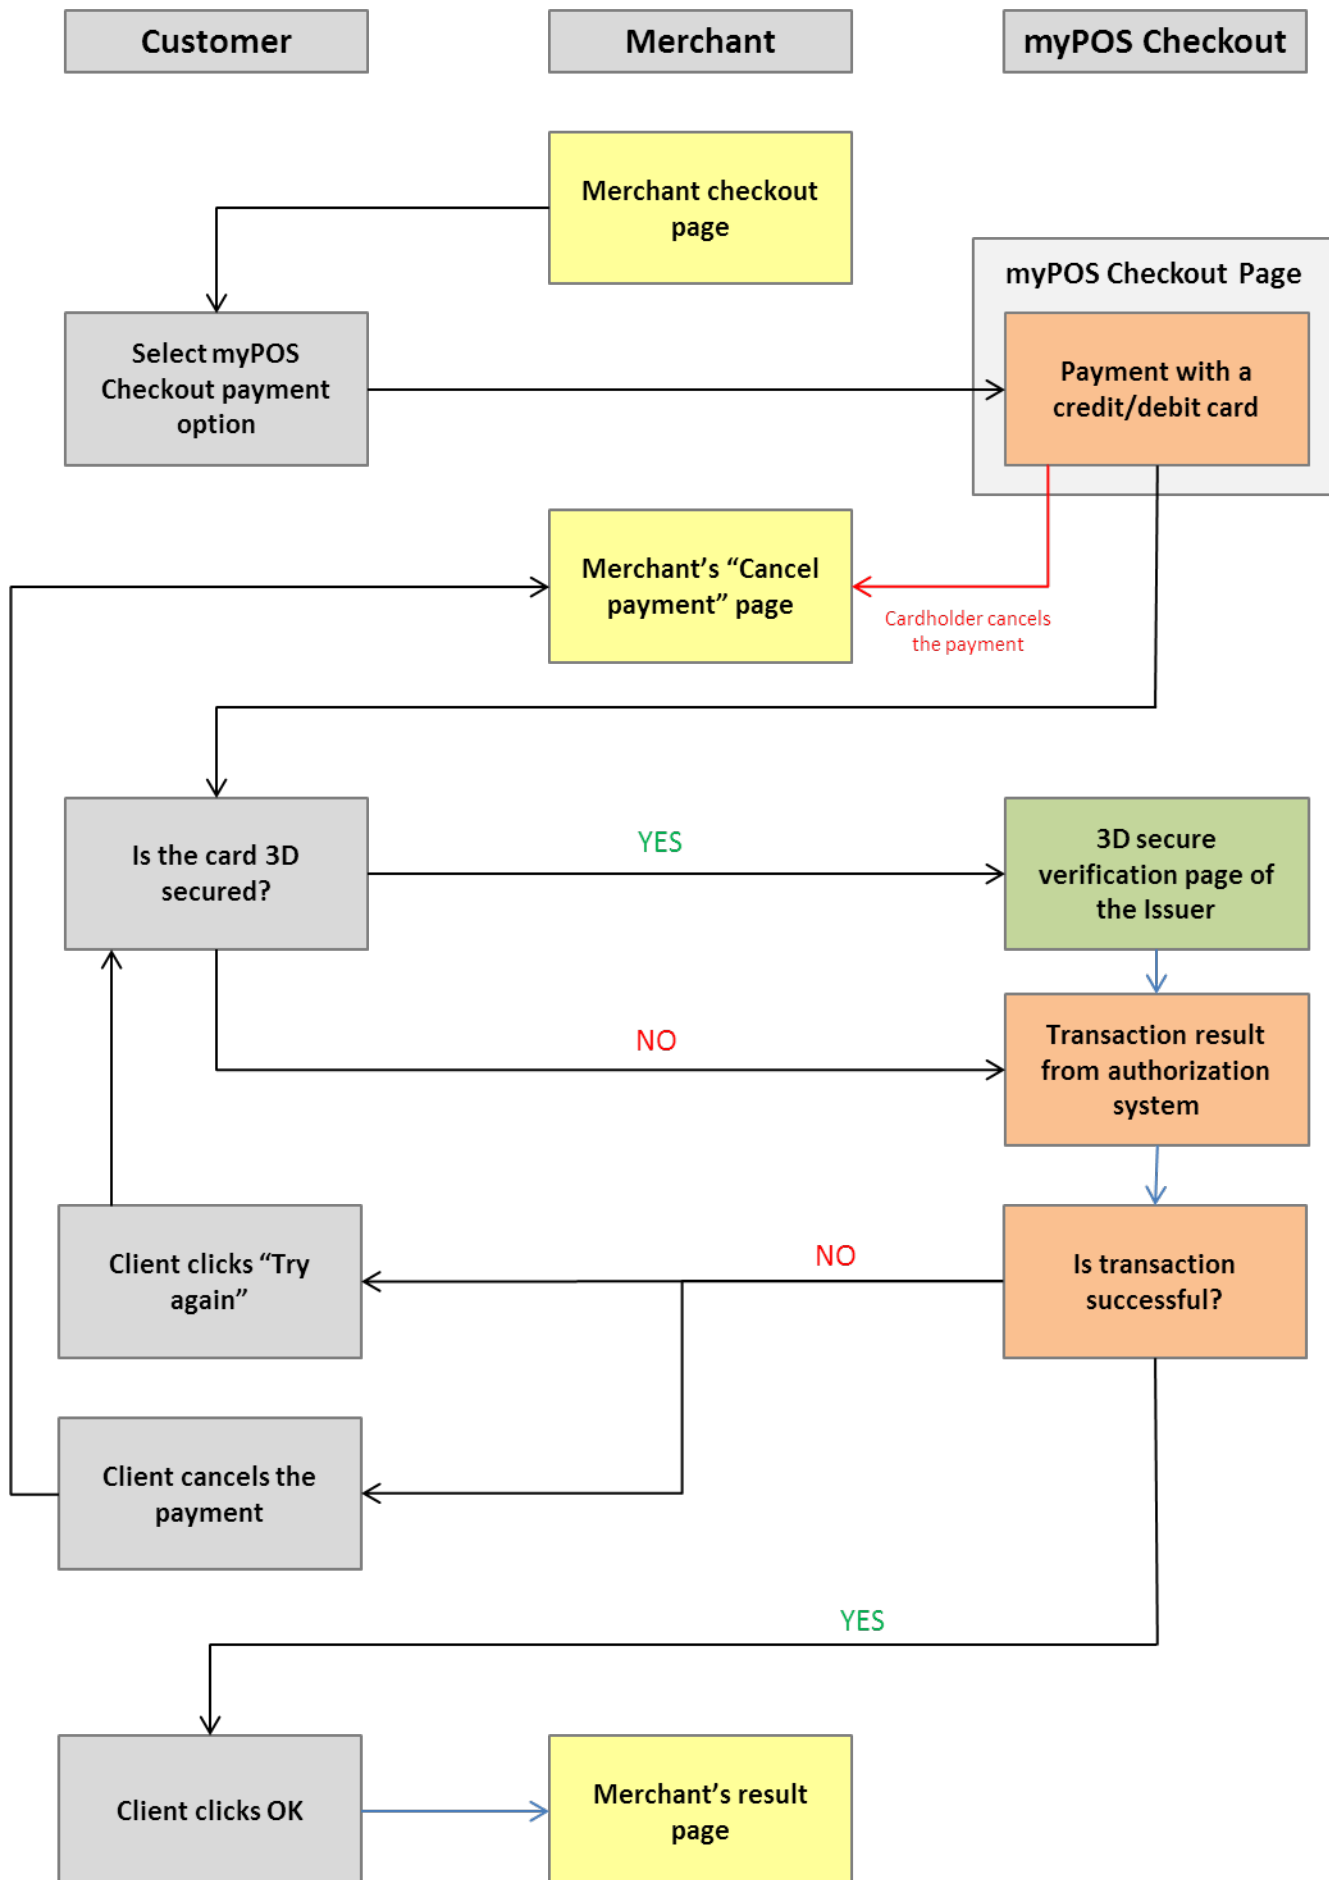 Customer
Merchant
myPOS Checkout
Merchant checkout
page
myPOS Checkout Page
Select myPOS
Checkout payment
option
Payment with a
credit/debit card
Merchant's “Cancel
payment” page
Cardholder cancels
the payment
Is the card 3D
secured?
YES
3D secure
verification page of
the Issuer
NO
Transaction result
from authorization
system
Client clicks “Try
again”
NO
Is transaction
successful?
Client cancels the
payment
YES
Client clicks OK
Merchant's result
page